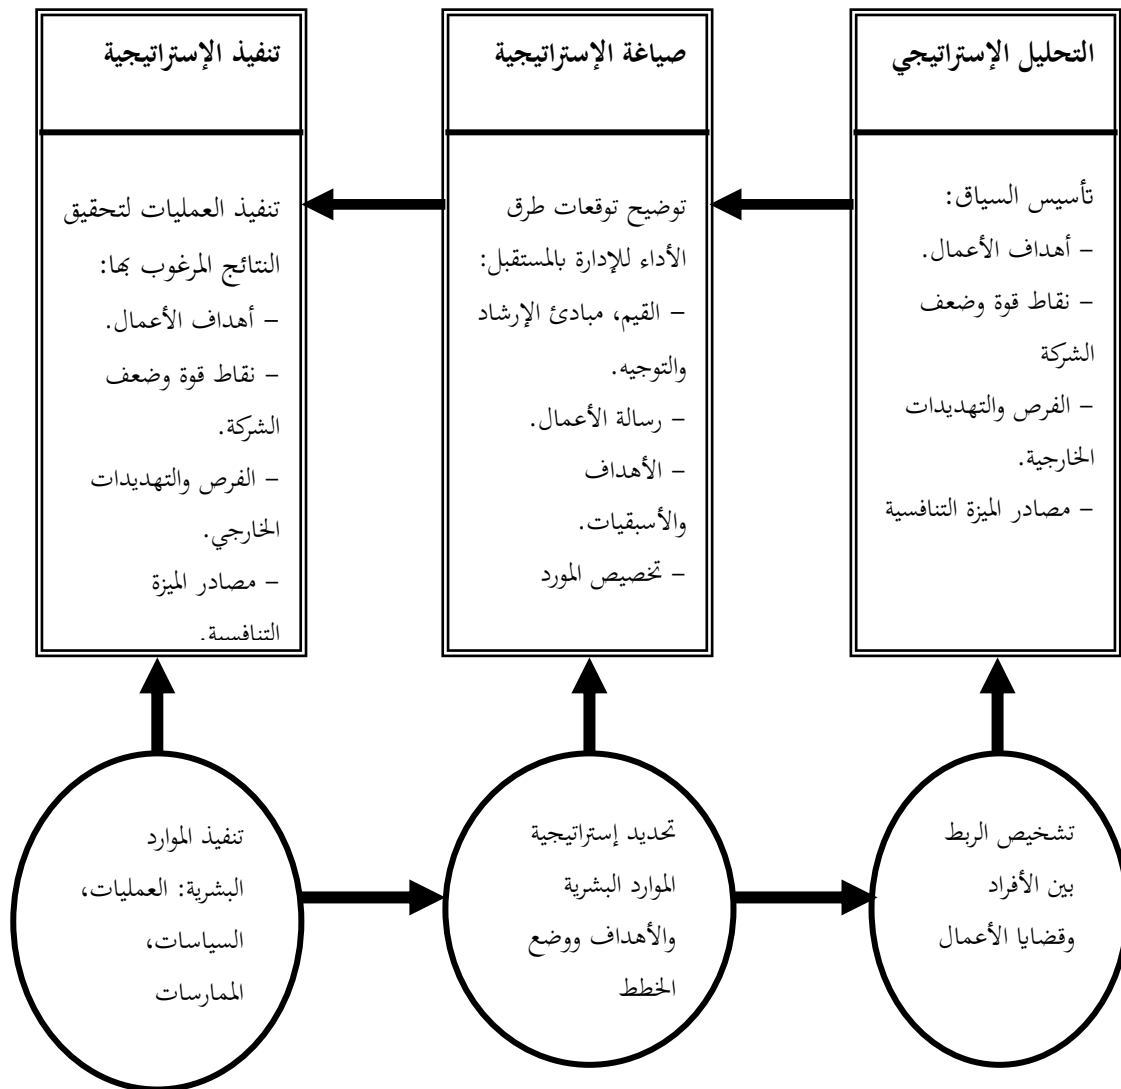 التحليل الإستراتيجي
تأسيس السياق:
– أهداف الأعمال.
– نقاط قوة وضعف
الشركة
– الفرص والتهديدات
الخارجية.
– مصادر الميزة التنافسية
صياغة الإستراتيجية
توضيح توقعات طرق
الأداء للإدارة بالمستقبل:
– القيم، مبادئ الإرشاد
والتوجيه.
– رسالة الأعمال.
– الأهداف
والأسبقيات.
– تخصيص المورد
تنفيذ الإستراتيجية
تنفيذ العمليات لتحقيق
النتائج المرغوب بها:
– أهداف الأعمال.
– نقاط قوة وضعف
الشركة.
– الفرص والتهديدات
الخارجي.
– مصادر الميزة
التنافسية.
تشخيص الربط
بين الأفراد
وقضايا الأعمال
تحديد إستراتيجية
الموارد البشرية
والأهداف ووضع
الخطط
تنفيذ الموارد
البشرية: العمليات،
السياسات،
الممارسات